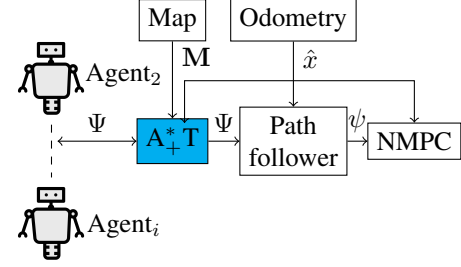 Map
Odometry
M
x̂
Agent₂
Ψ
A*₊T
Ψ
Path
follower
ψ
NMPC
Agentᵢ